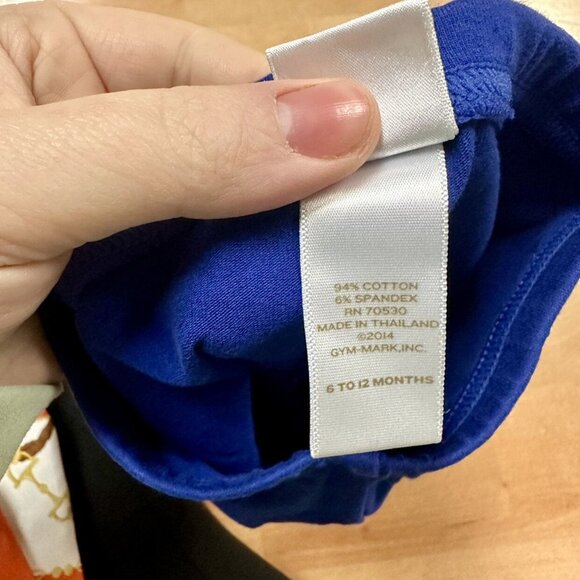 94% COTTON
6% SPANDEX
RN 70530
MADE IN THAILAND
©2014
GYM-MARK,INC.
6 TO 12 MONTHS